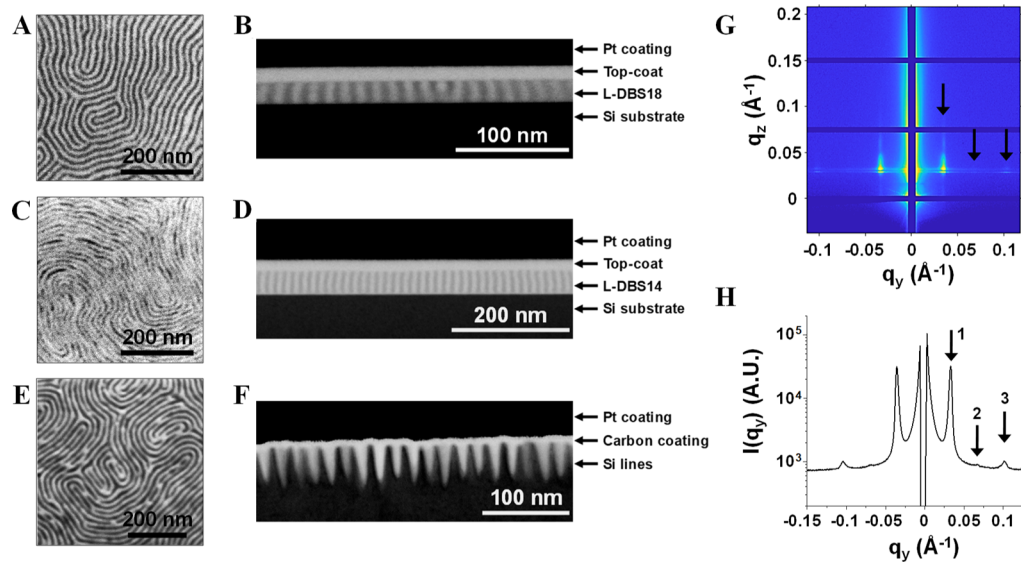 A
200 nm
B
Pt coating
Top-coat
L-DBS18
Si substrate
100 nm
C
200 nm
D
Pt coating
Top-coat
L-DBS14
Si substrate
200 nm
E
200 nm
F
Pt coating
Carbon coating
Si lines
100 nm
G
0.2
0.15
0.1
0.05
0
qz (Å-1)
-0.1
-0.05
0
0.05
0.1
qy (Å-1)
H
10^5
10^4
10^3
I(qy) (A.U.)
1
2
3
-0.15
-0.1
-0.05
0
0.05
0.1
qy (Å-1)